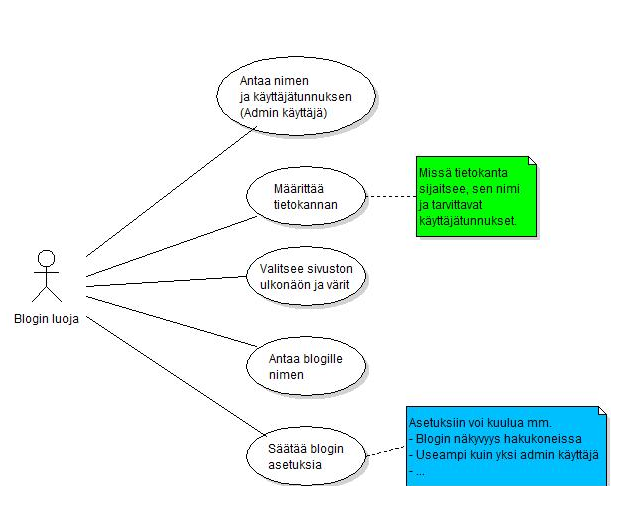 Antaa nimen
ja käyttäjätunnuksen
(Admin käyttäjä)
Määrittää
tietokannan
Missä tietokanta
sijaitsee, sen nimi
ja tarvittavat
käyttäjätunnukset.
Valitsee sivuston
ulkonäön ja värit
Blogin luoja
Antaa blogille
nimen
Säätää blogin
asetuksia
Asetuksiin voi kuulua mm.
- Blogin näkyvyys hakukoneissa
- Useampi kuin yksi admin käyttäjä
- ...